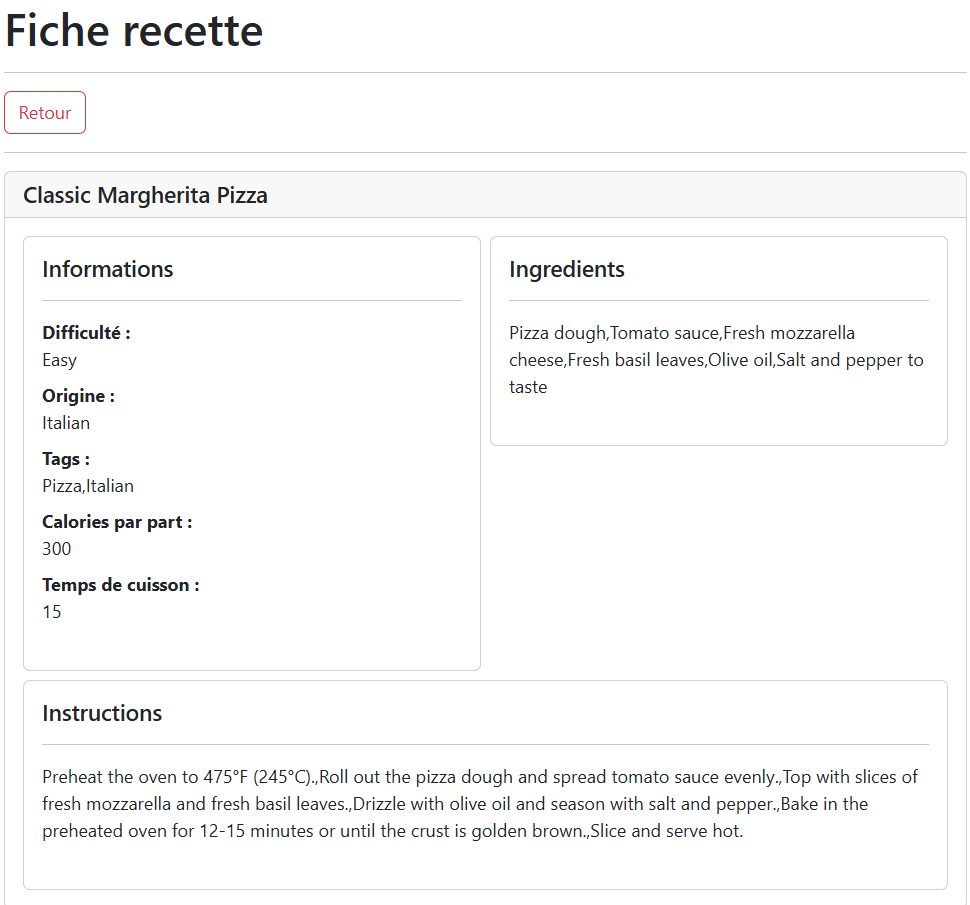 Fiche recette
Retour
Classic Margherita Pizza
Informations
Difficulté :
Easy
Origine :
Italian
Tags :
Pizza,Italian
Calories par part :
300
Temps de cuisson :
15
Ingredients
Pizza dough,Tomato sauce,Fresh mozzarella
cheese,Fresh basil leaves,Olive oil,Salt and pepper to
taste
Instructions
Preheat the oven to 475°F (245°C).,Roll out the pizza dough and spread tomato sauce evenly.,Top with slices of
fresh mozzarella and fresh basil leaves.,Drizzle with olive oil and season with salt and pepper.,Bake in the
preheated oven for 12-15 minutes or until the crust is golden brown.,Slice and serve hot.